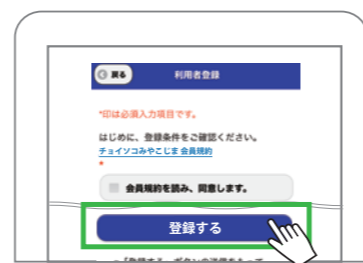 戻る
利用者登録
*印は必須入力項目です。
はじめに、登録条件をご確認ください。
チョイソコみやこじま 会員規約
*
会員規約を読み、同意します。
登録する